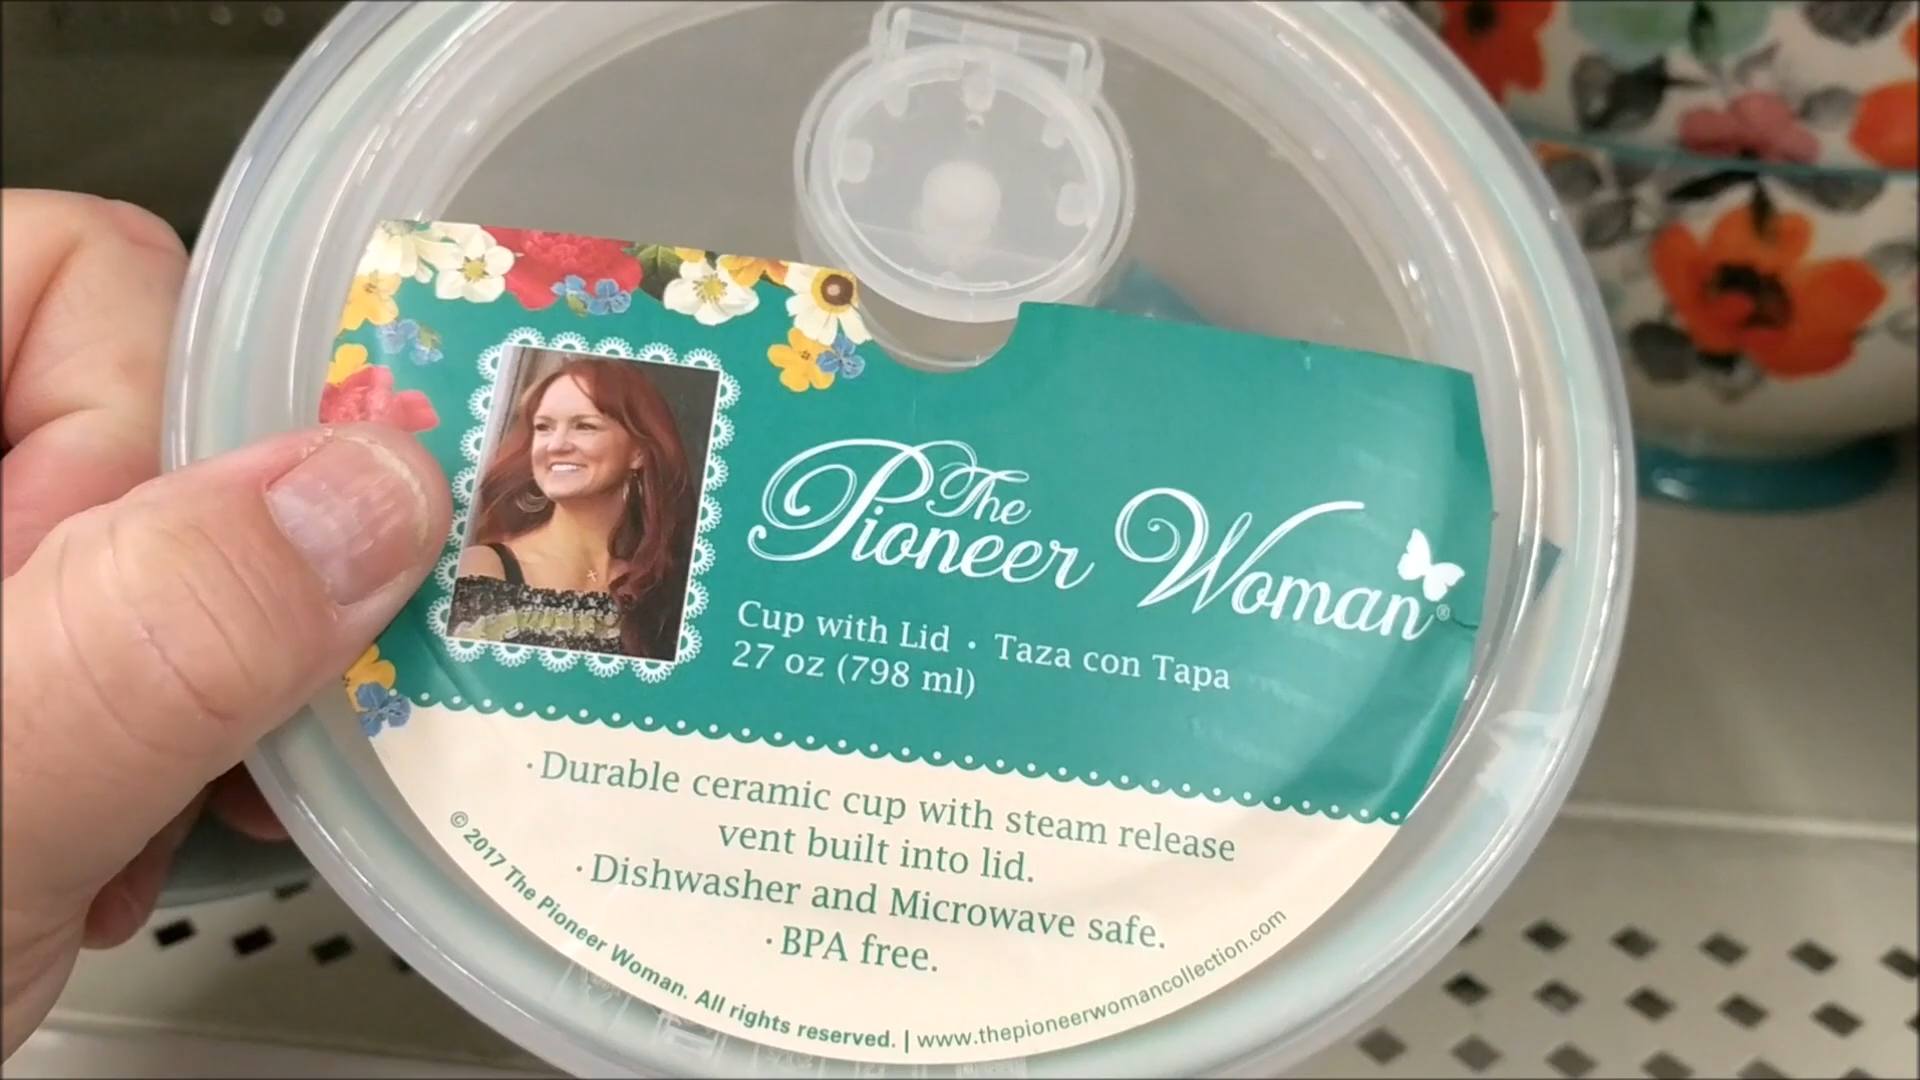 The
Pioneer Woman®
Cup with Lid · Taza con Tapa
27 oz (798 ml)
· Durable ceramic cup with steam release
vent built into lid.
· Dishwasher and Microwave safe.
· BPA free.
© 2017 The Pioneer Woman. All rights reserved. | www.thepioneerwomancollection.com